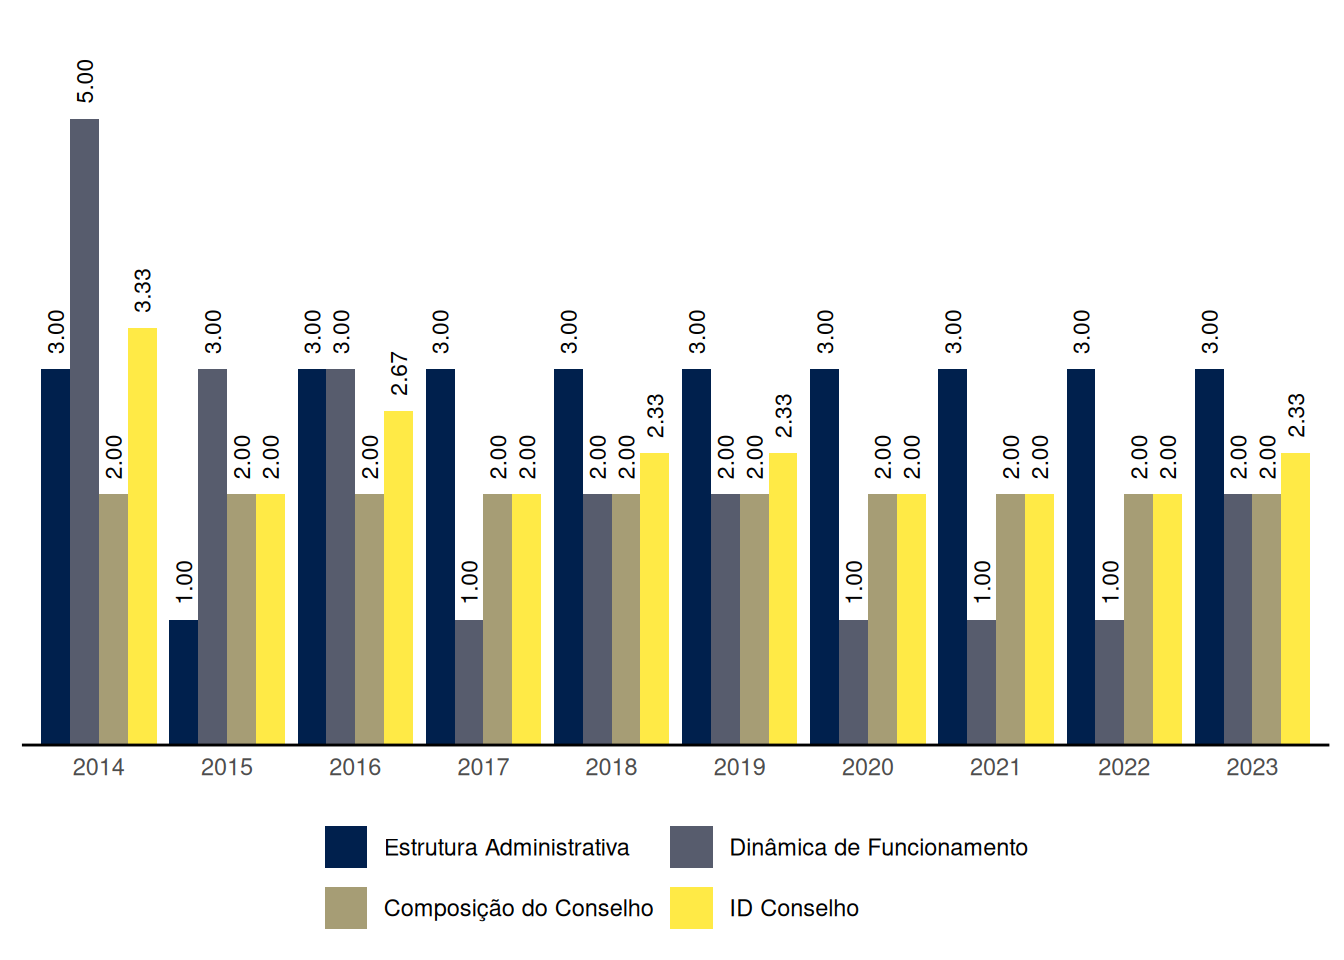 5.00
3.33
3.00 3.00 3.00 3.00 3.00 3.00 3.00 3.00 3.00 3.00 3.00
2.67
2.33 2.33 2.33
2.00 2.00 2.00 2.00 2.00 2.00 2.00 2.00 2.00 2.00 2.00 2.00 2.00 2.00 2.00 2.00 2.00 2.00
1.00 1.00 1.00 1.00 1.00
2014 2015 2016 2017 2018 2019 2020 2021 2022 2023
Estrutura Administrativa Dinâmica de Funcionamento
Composição do Conselho ID Conselho